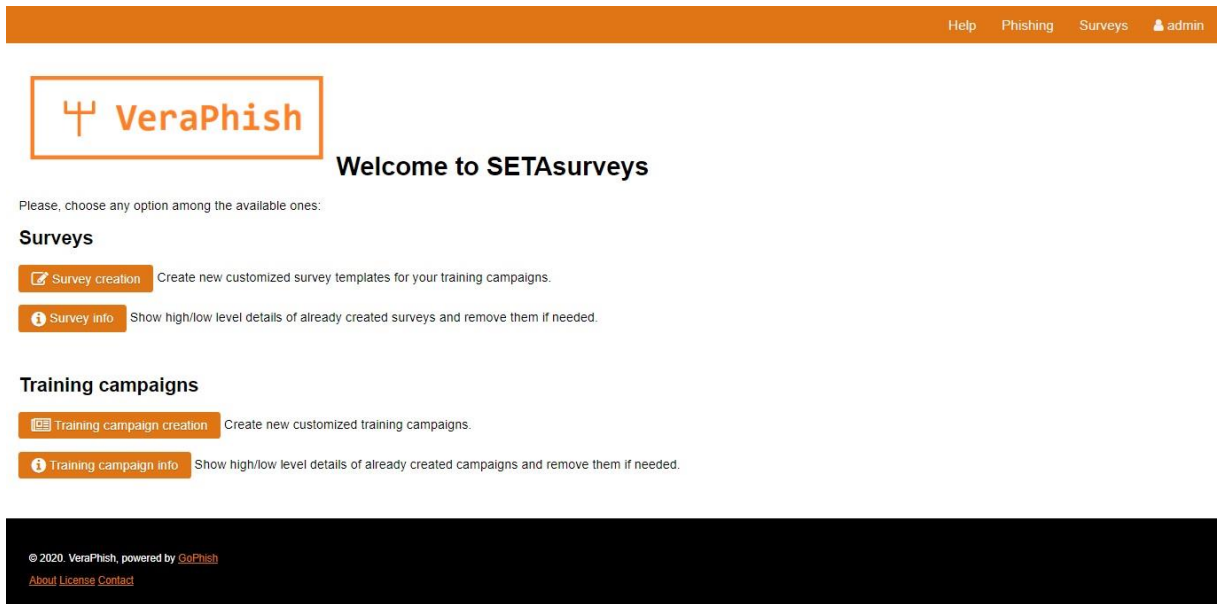 Help Phishing Surveys admin
VeraPhish
Welcome to SETAsurveys
Please, choose any option among the available ones:
Surveys
Survey creation Create new customized survey templates for your training campaigns.
Survey info Show high/low level details of already created surveys and remove them if needed.
Training campaigns
Training campaign creation Create new customized training campaigns.
Training campaign info Show high/low level details of already created campaigns and remove them if needed.
© 2020. VeraPhish, powered by GoPhish
About License Contact